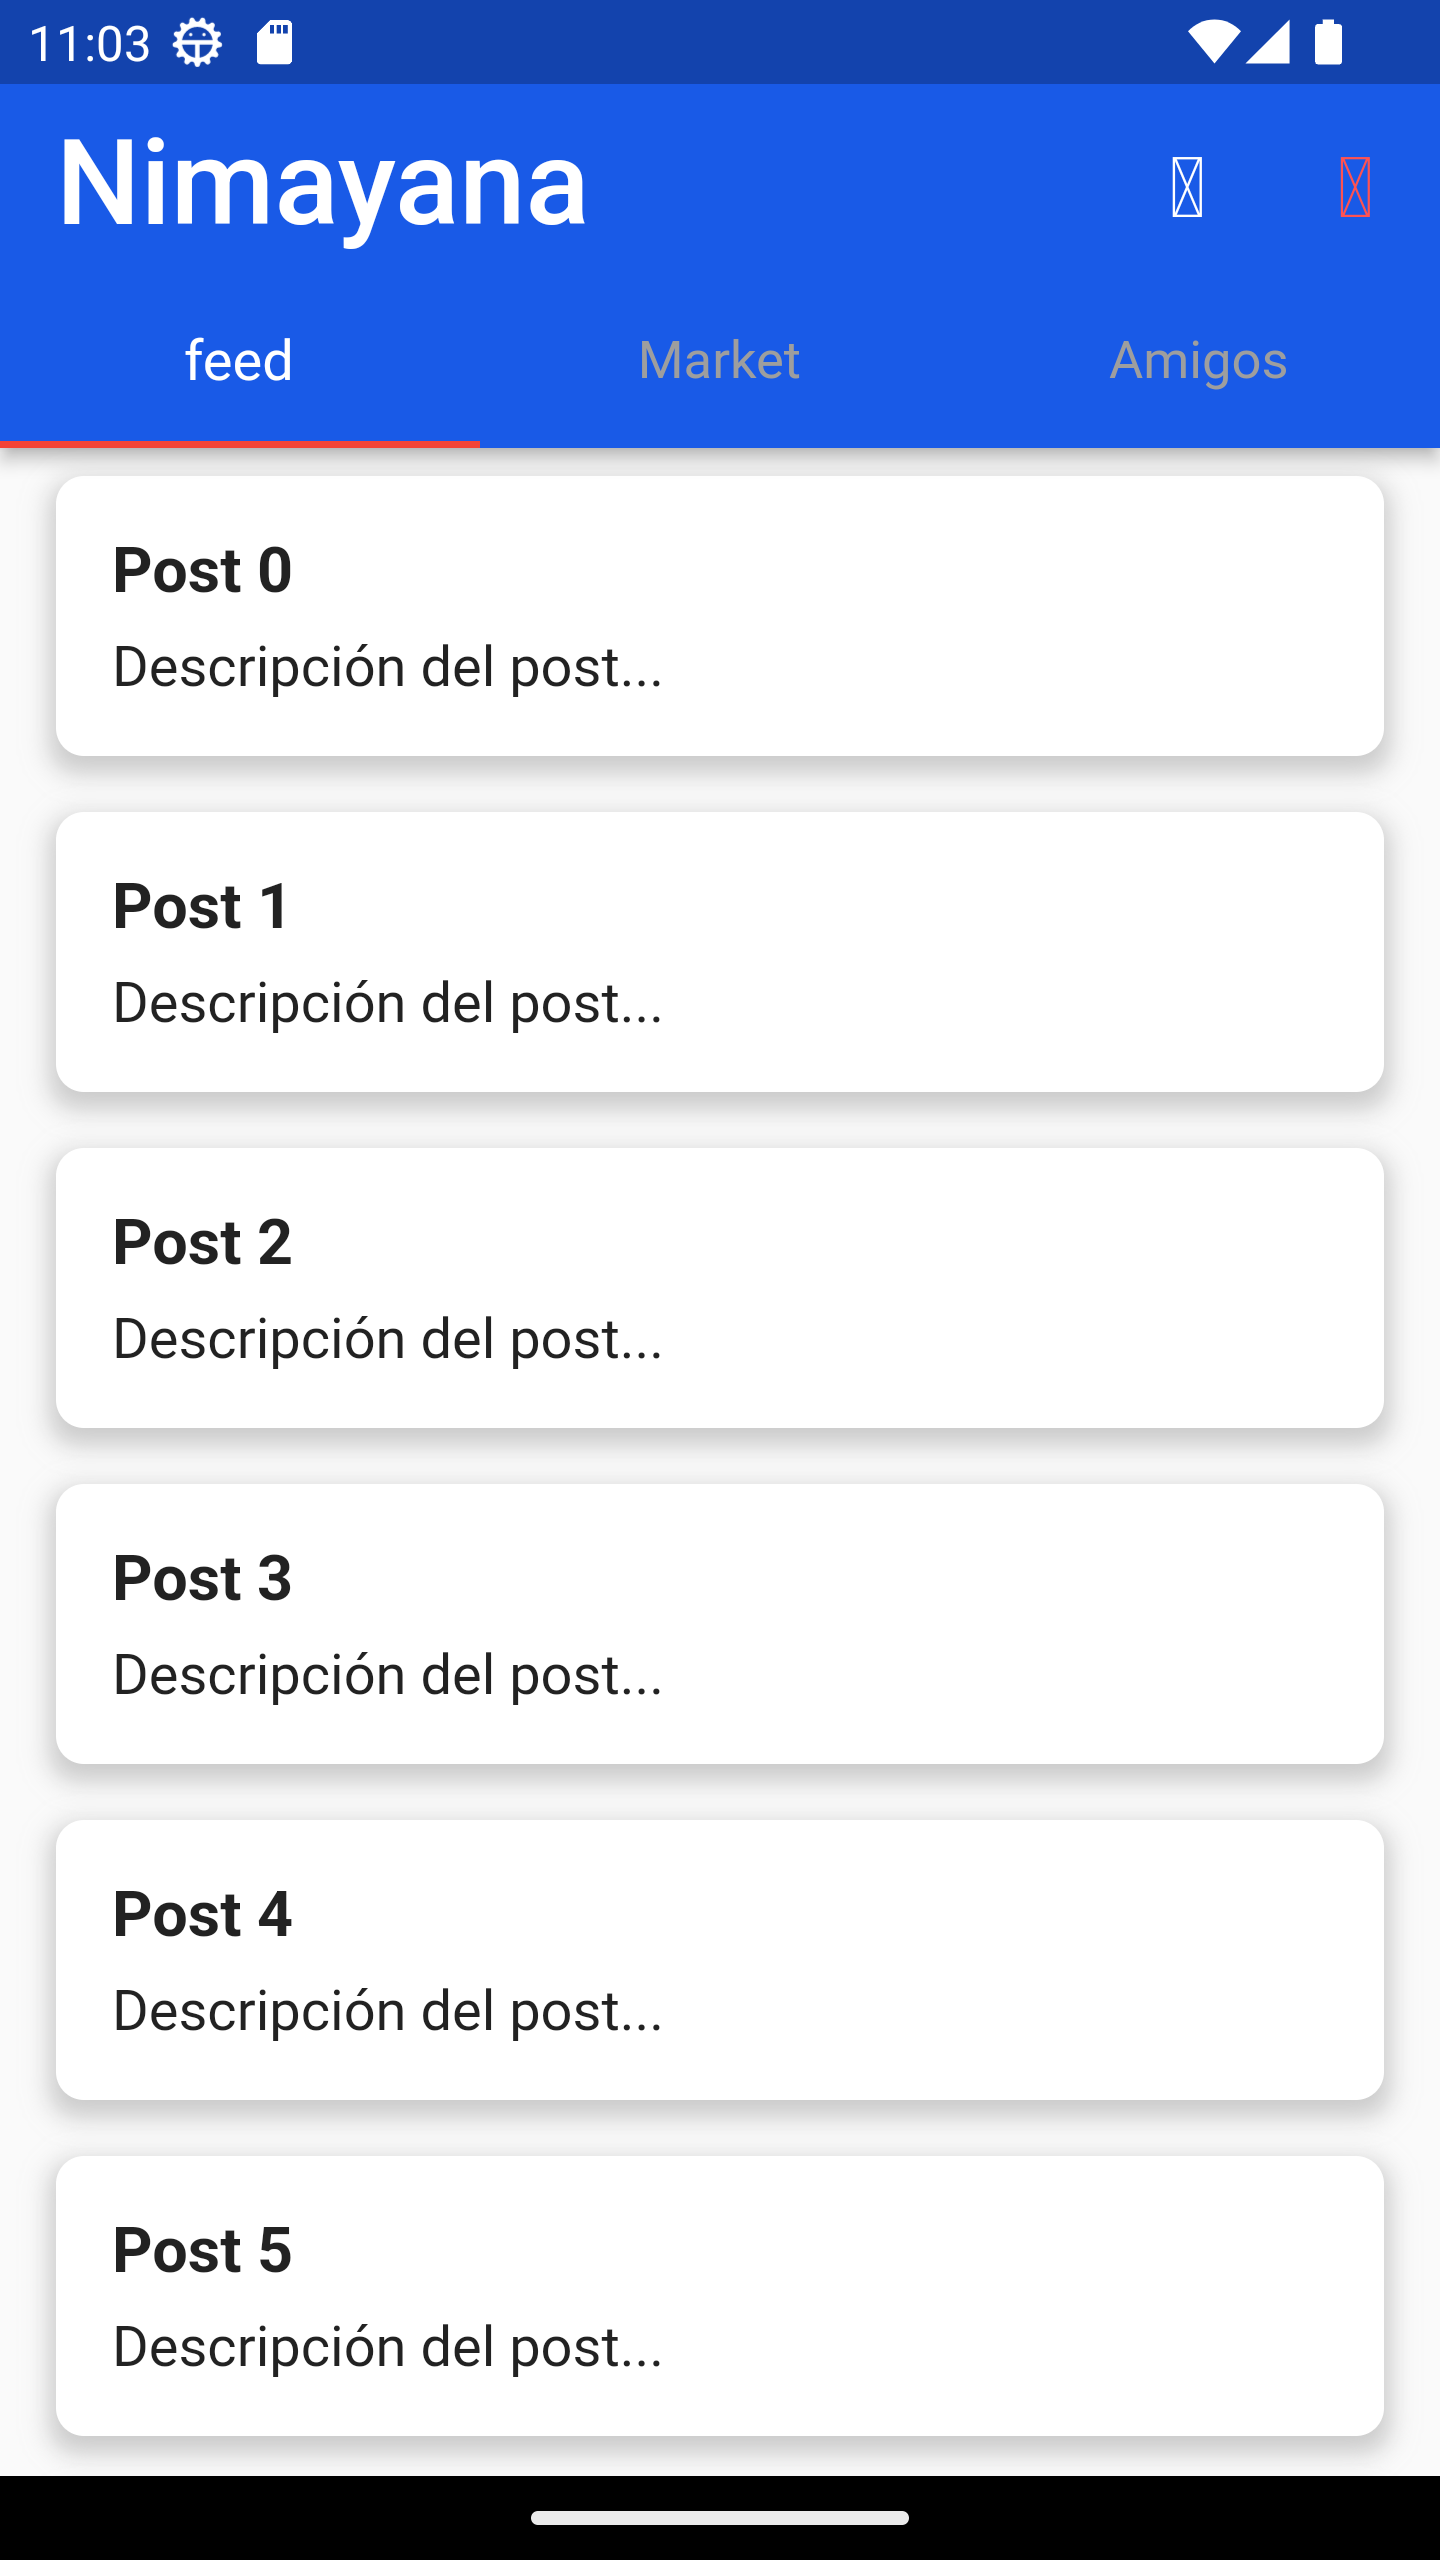 11:03
Nimayana
feed
Market
Amigos
Post 0
Descripción del post...
Post 1
Descripción del post...
Post 2
Descripción del post...
Post 3
Descripción del post...
Post 4
Descripción del post...
Post 5
Descripción del post...